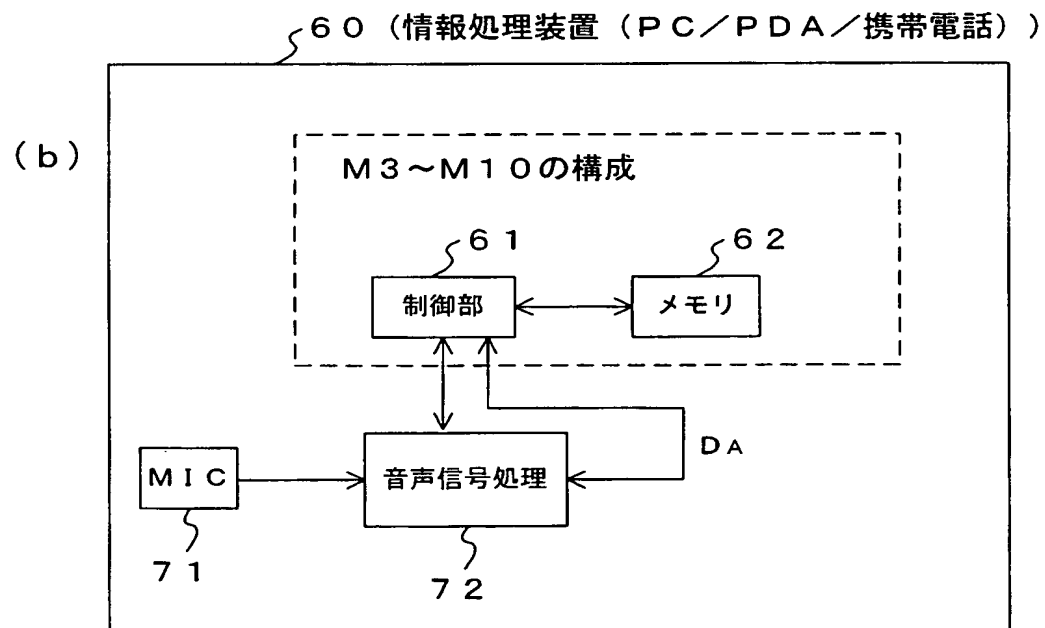 ６０（情報処理装置（ＰＣ／ＰＤＡ／携帯電話））
（ｂ）
Ｍ３～Ｍ１０の構成
６１
６２
制御部
メモリ
ＤA
ＭＩＣ
音声信号処理
７１
７２